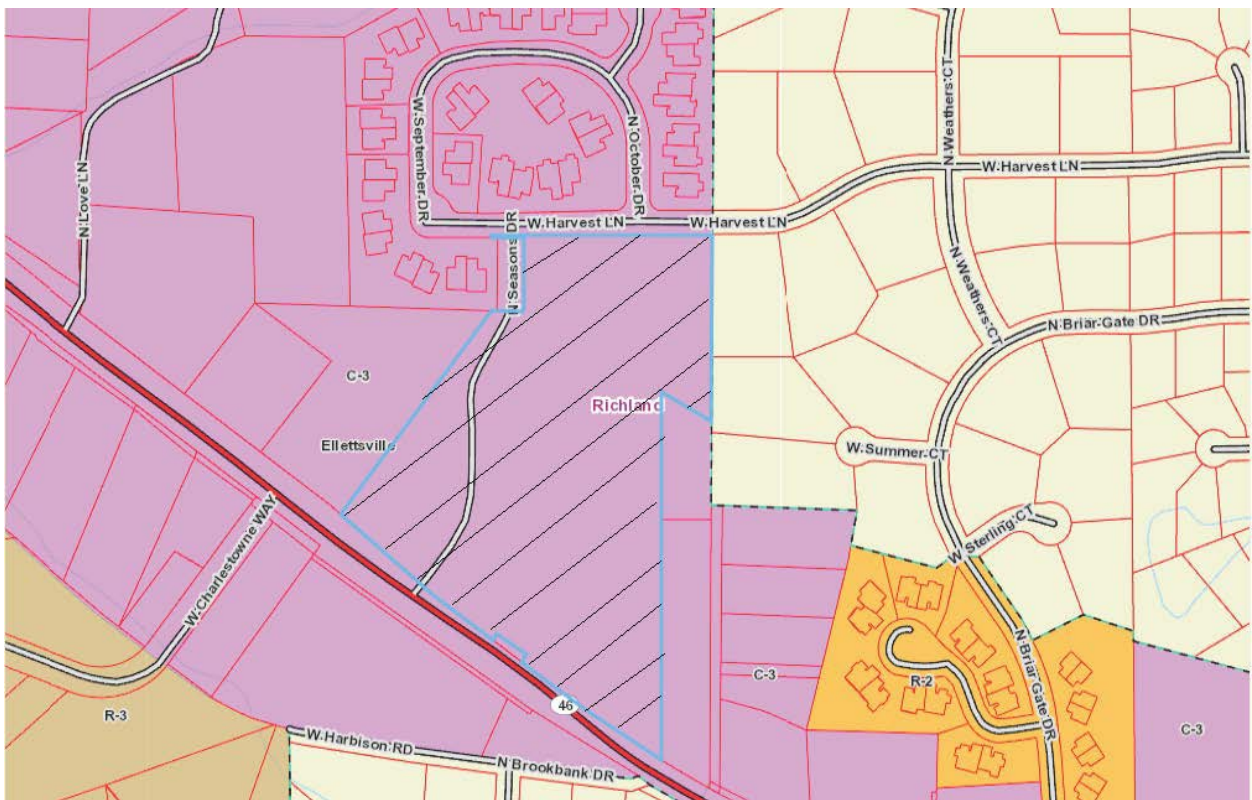 N Weathers CT
W September DR
N October DR
N Love LN
W Harvest LN
W Harvest LN
W Harvest LN
N Seasons DR
N Weathers CT
N Briar Gate DR
C-3
Richland
Ellettsville
W Summer CT
W Charlestowne WAY
W Sterling CT
N Briar Gate DR
C-3
R-2
46
R-3
C-3
W Harbison RD
N Brookbank DR